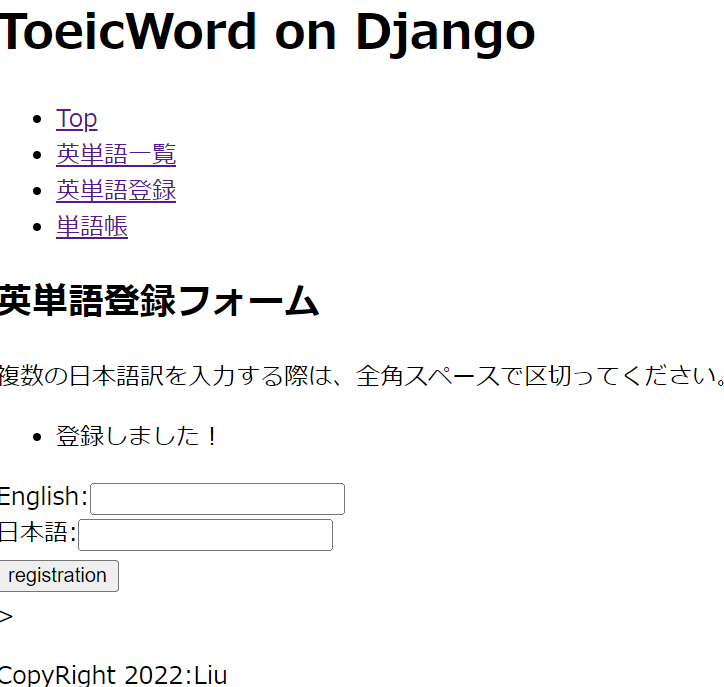 ToeicWord on Django
Top
英単語一覧
英単語登録
単語帳
英単語登録フォーム
複数の日本語訳を入力する際は、全角スペースで区切ってください。
登録しました！
English:
日本語:
registration
>
CopyRight 2022:Liu